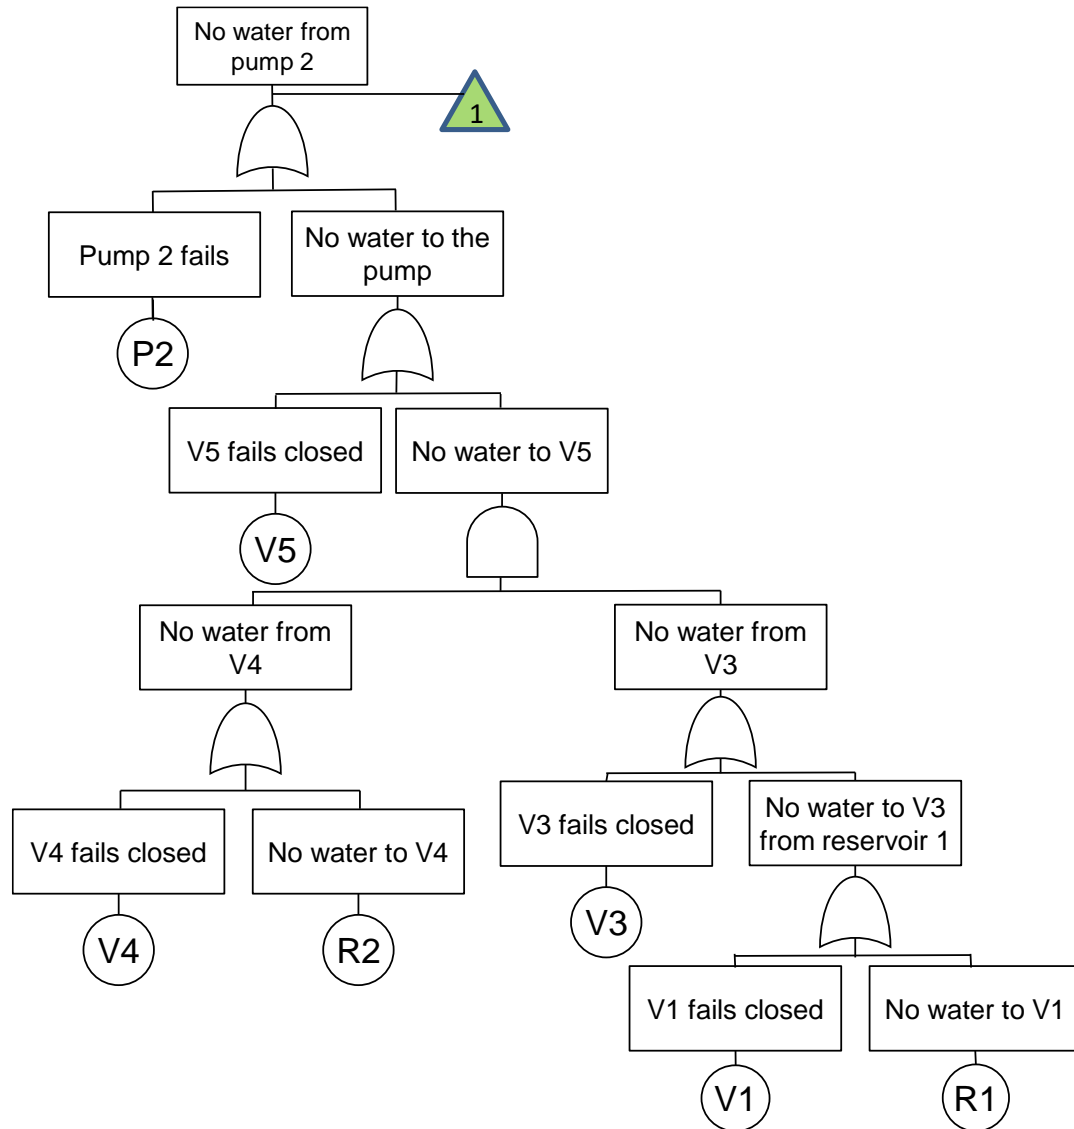 No water from
pump 2
1
Pump 2 fails
No water to the
pump
P2
V5 fails closed
No water to V5
V5
No water from
V4
No water from
V3
V4 fails closed
No water to V4
V3 fails closed
No water to V3
from reservoir 1
V4
R2
V3
V1 fails closed
No water to V1
V1
R1